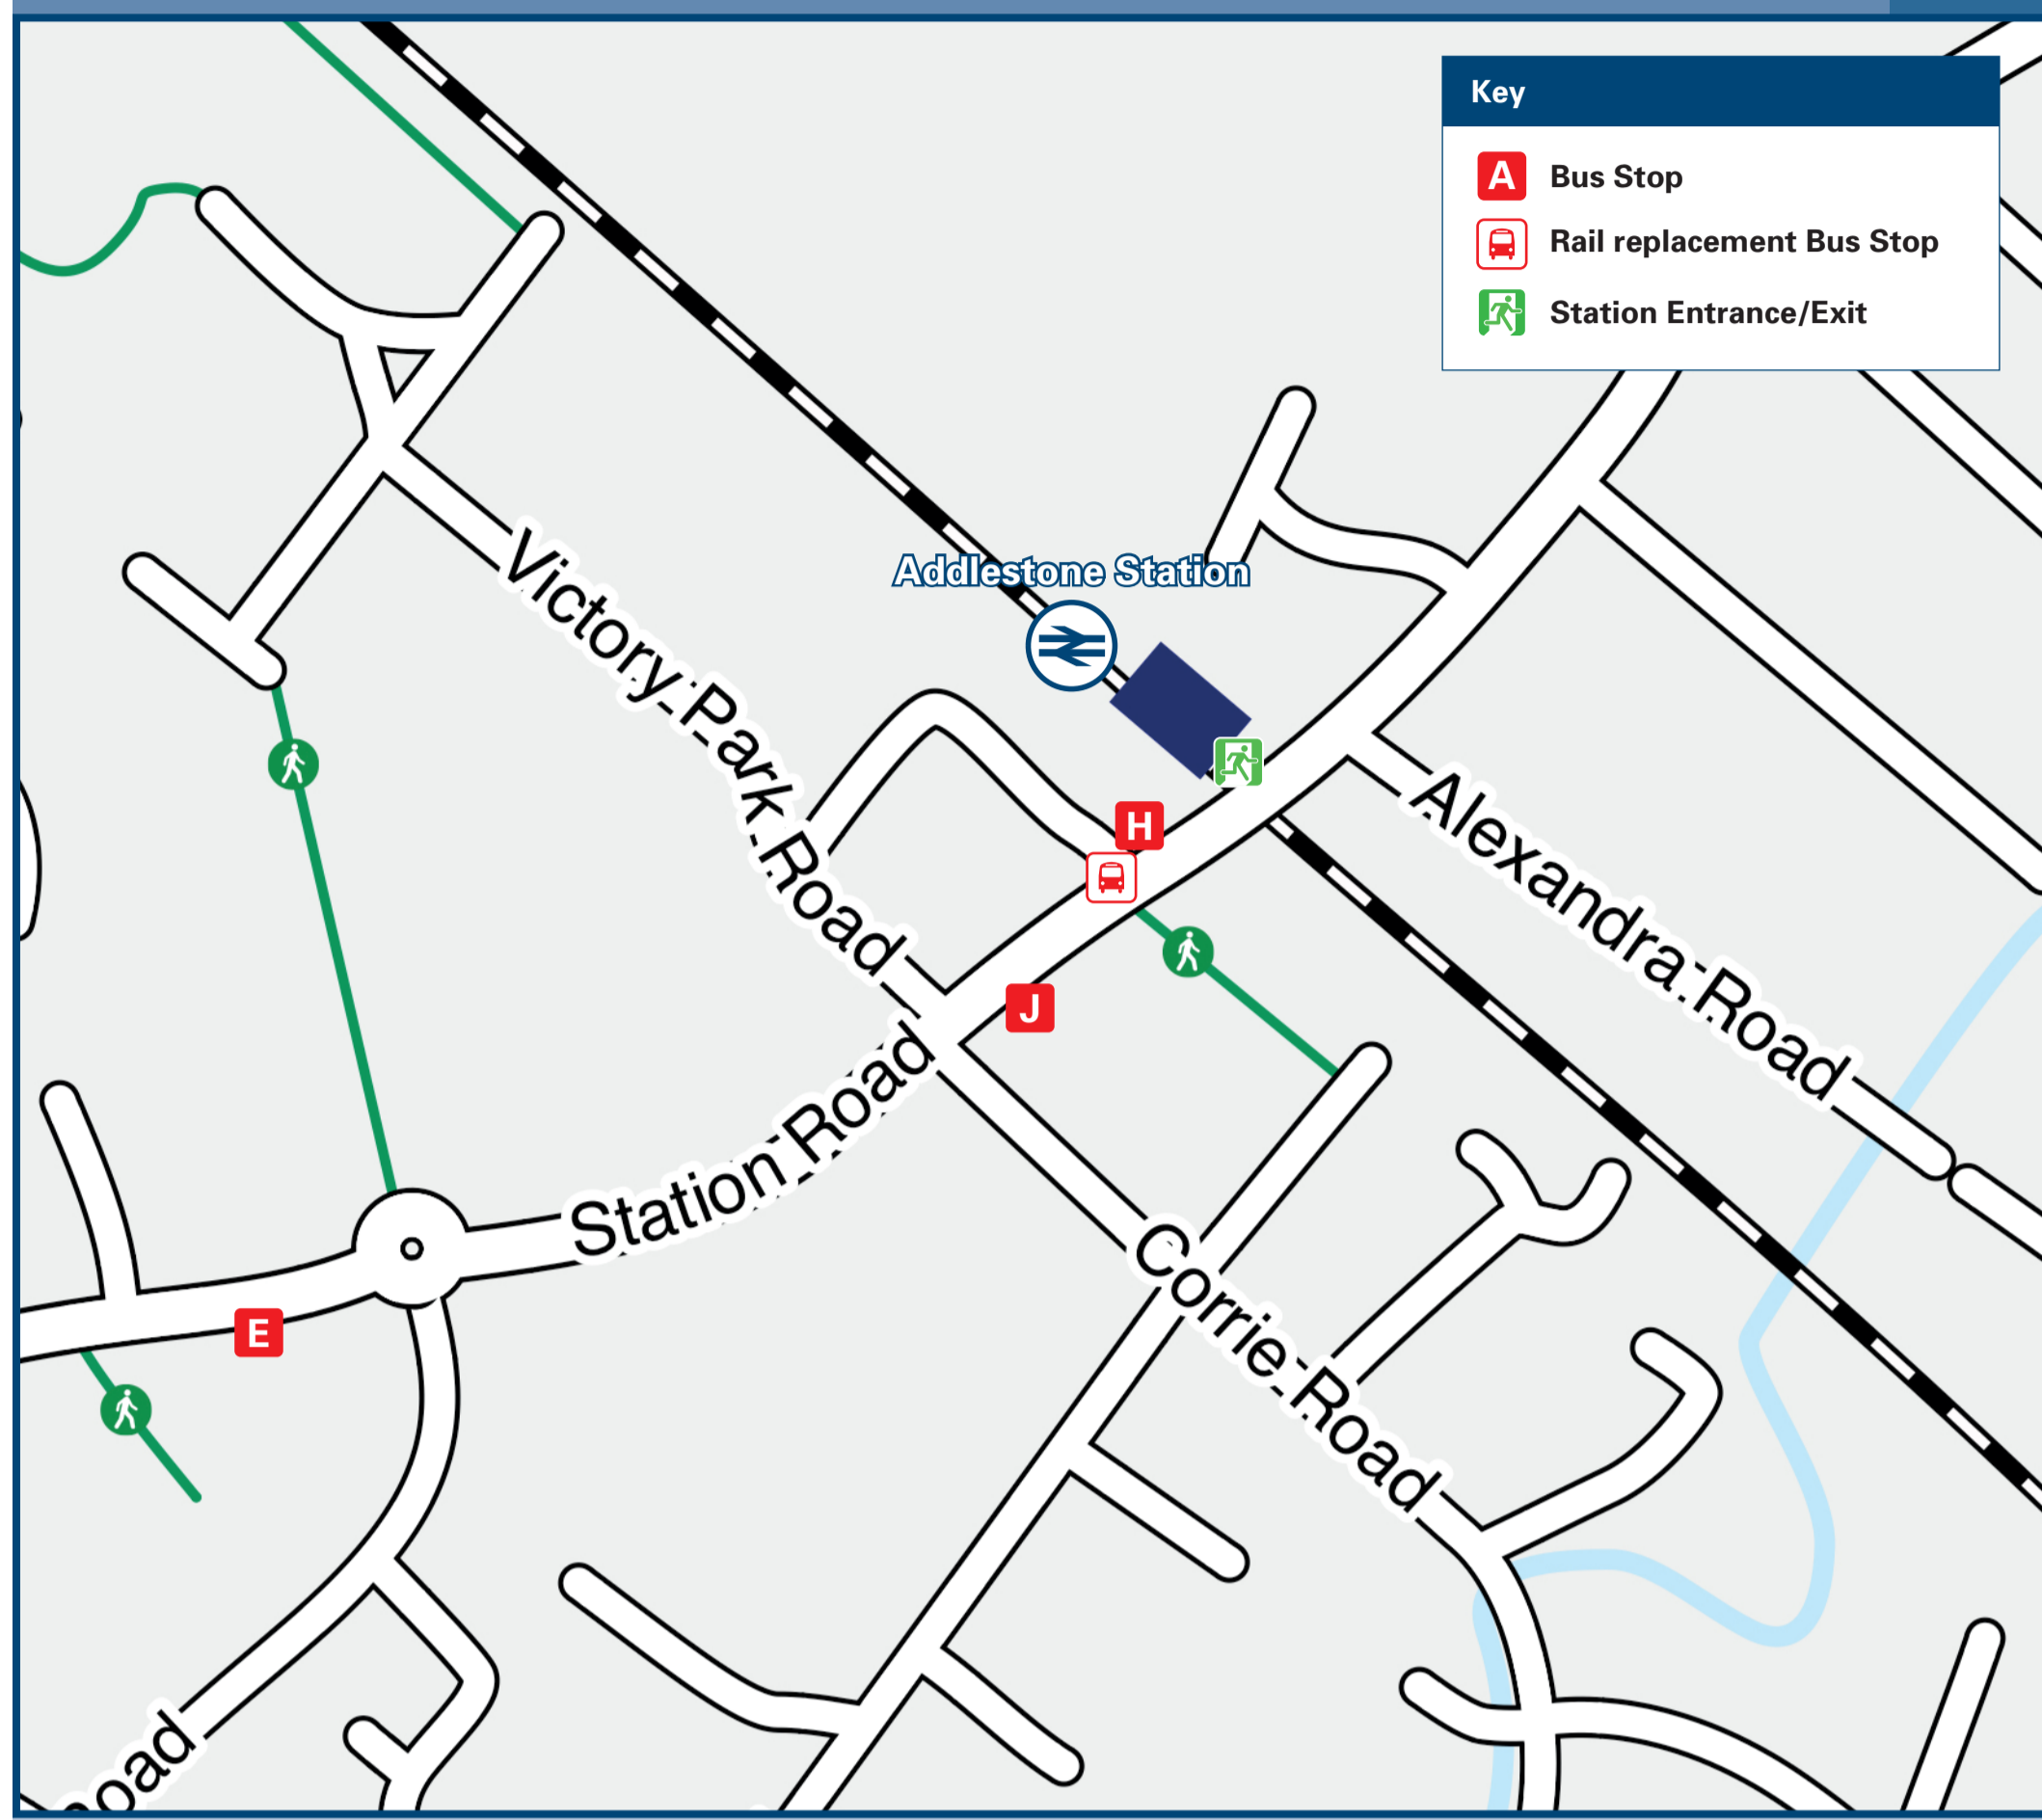 Key
A
Bus Stop
Rail replacement Bus Stop
Station Entrance/Exit
Addlestone Station
Victory Park Road
Alexandra Road
H
J
Station Road
Corrie Road
E